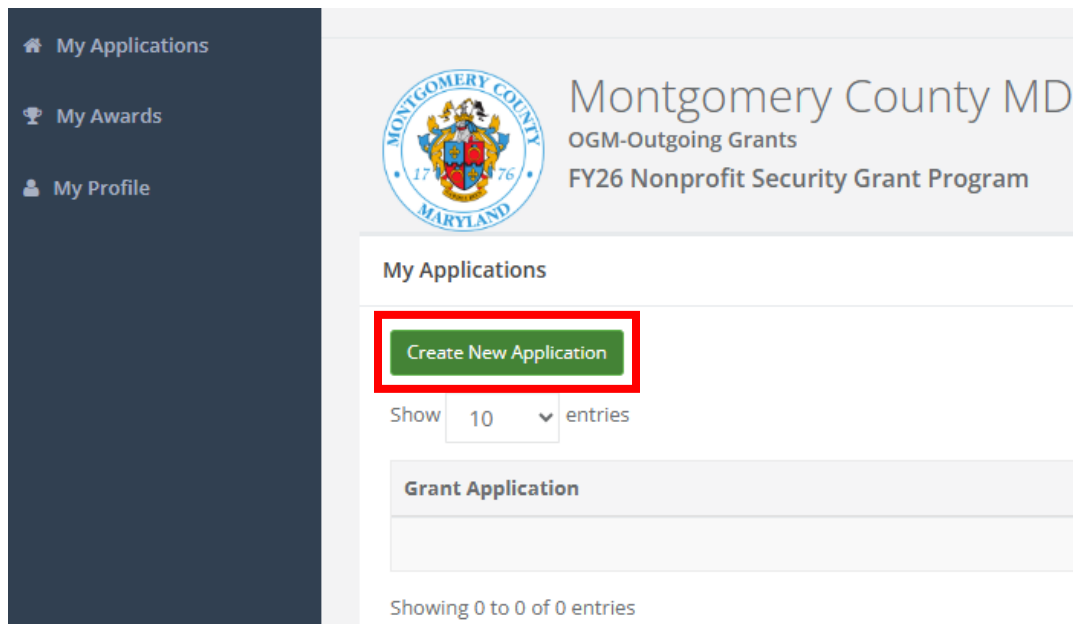 My Applications
My Awards
My Profile
MONTGOMERY COUNTY
17 76
MARYLAND
Montgomery County MD
OGM-Outgoing Grants
FY26 Nonprofit Security Grant Program
My Applications
Create New Application
Show 10 entries
Grant Application
Showing 0 to 0 of 0 entries